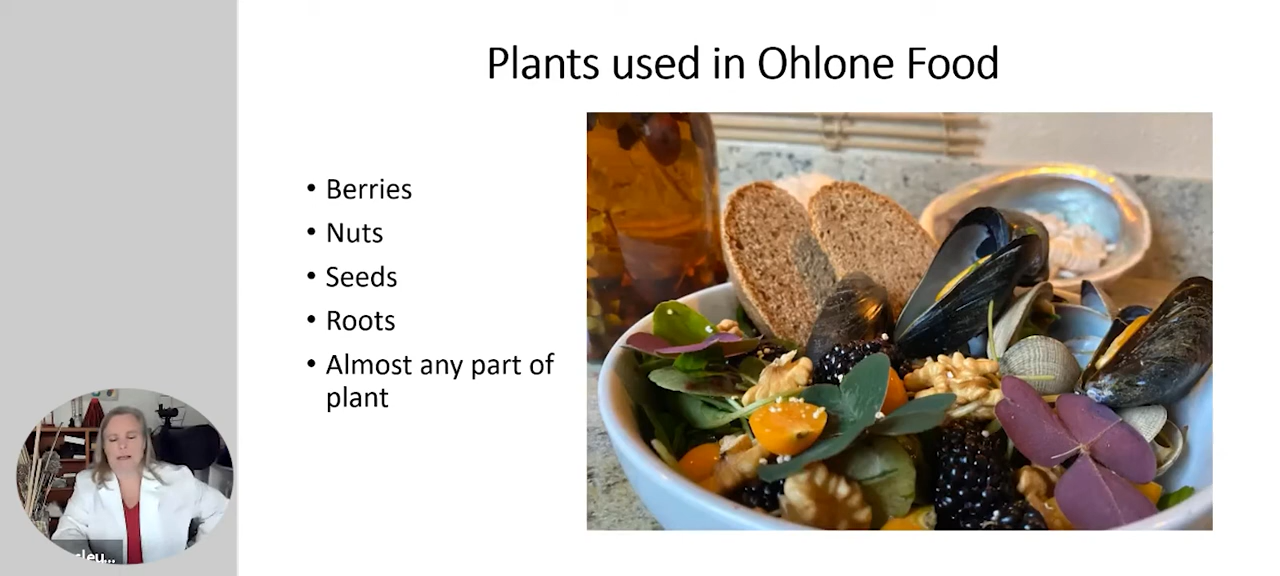 Plants used in Ohlone Food
• Berries
• Nuts
• Seeds
• Roots
• Almost any part of
plant